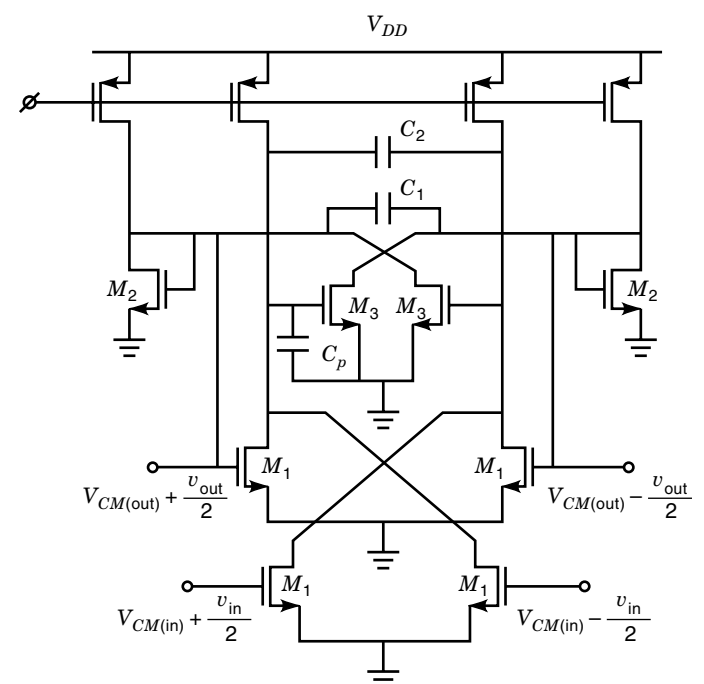 V_DD
C_2
C_1
M_2
M_3
M_3
M_2
C_p
M_1
M_1
V_CM(out) + v_out/2
V_CM(out) − v_out/2
M_1
M_1
V_CM(in) + v_in/2
V_CM(in) − v_in/2